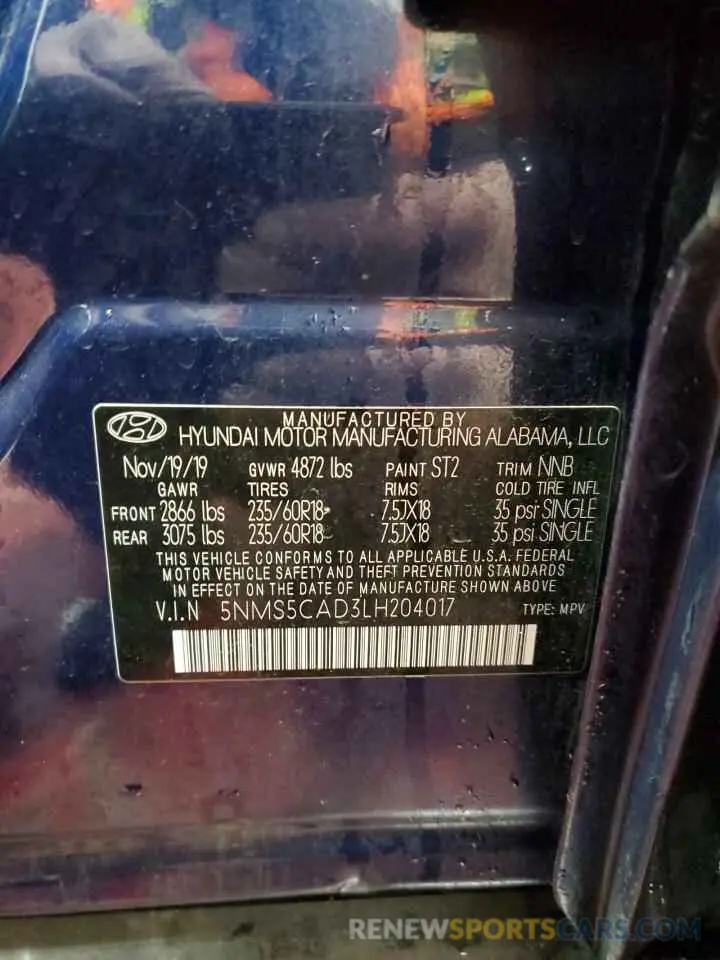 MANUFACTURED BY
HYUNDAI MOTOR MANUFACTURING ALABAMA, LLC
Nov/19/19 GVWR 4872 lbs PAINT ST2 TRIM NNB
GAWR TIRES RIMS COLD TIRE INFL
FRONT 2866 lbs 235/60R18 7.5JX18 35 psi SINGLE
REAR 3075 lbs 235/60R18 7.5JX18 35 psi SINGLE
THIS VEHICLE CONFORMS TO ALL APPLICABLE U.S.A. FEDERAL
MOTOR VEHICLE SAFETY AND THEFT PREVENTION STANDARDS
IN EFFECT ON THE DATE OF MANUFACTURE SHOWN ABOVE
V.I.N 5NMS5CAD3LH204017 TYPE: MPV
RENEWSPORTSCARS.COM